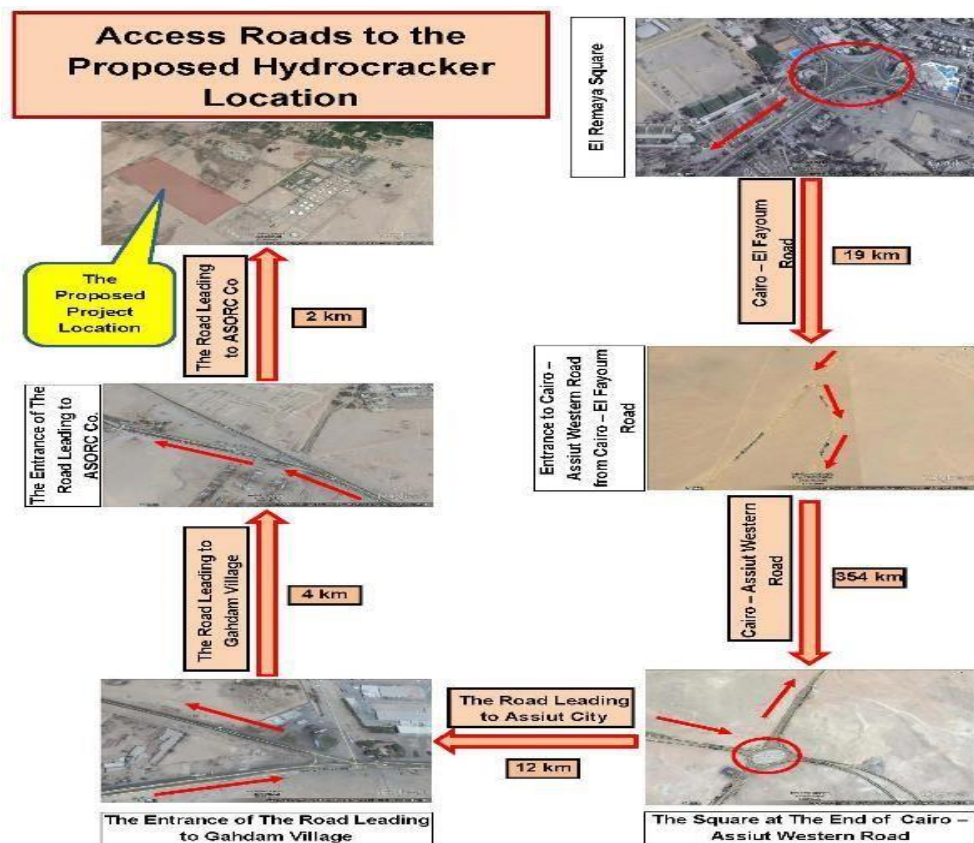 Access Roads to the
Proposed Hydrocracker
Location
El Remaya Square
Cairo – El Fayoum
Road
19 km
Entrance to Cairo –
Assiut Western Road
from Cairo – El Fayoum
Road
Cairo – Assiut Western
Road
354 km
The Square at The End of Cairo –
Assiut Western Road
The Road Leading
to Assiut City
12 km
The Entrance of The Road Leading
to Gahdam Village
The Road Leading to
Gahdam Village
4 km
The Entrance of The
Road Leading to
ASORC Co.
The Road Leading
to ASORC Co
2 km
The
Proposed
Project
Location